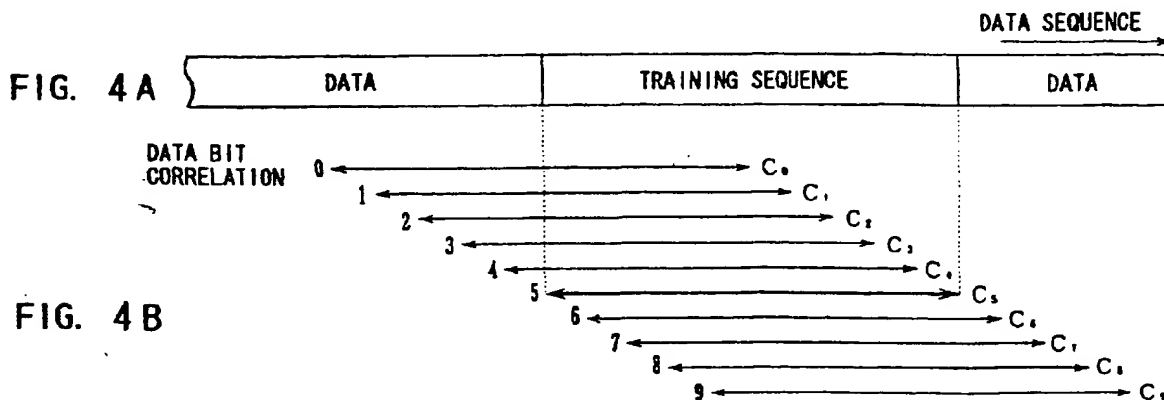 DATA SEQUENCE
FIG. 4A
DATA TRAINING SEQUENCE DATA
DATA BIT
CORRELATION
0 C₀
1 C₁
2 C₂
3 C₃
4 C₄
5 C₅
FIG. 4B
6 C₆
7 C₇
8 C₈
9 C₉